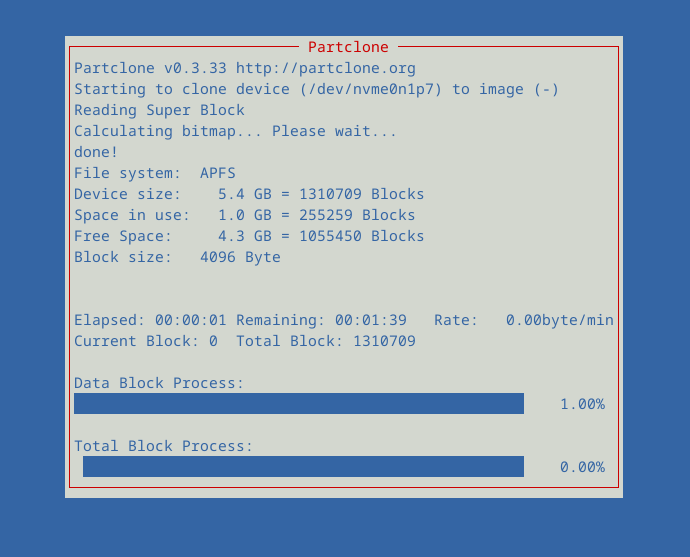 Partclone
Partclone v0.3.33 http://partclone.org
Starting to clone device (/dev/nvme0n1p7) to image (-)
Reading Super Block
Calculating bitmap... Please wait...
done!
File system:  APFS
Device size:    5.4 GB = 1310709 Blocks
Space in use:   1.0 GB = 255259 Blocks
Free Space:     4.3 GB = 1055450 Blocks
Block size:   4096 Byte
Elapsed: 00:00:01 Remaining: 00:01:39   Rate:   0.00byte/min
Current Block: 0  Total Block: 1310709
Data Block Process:
1.00%
Total Block Process:
0.00%